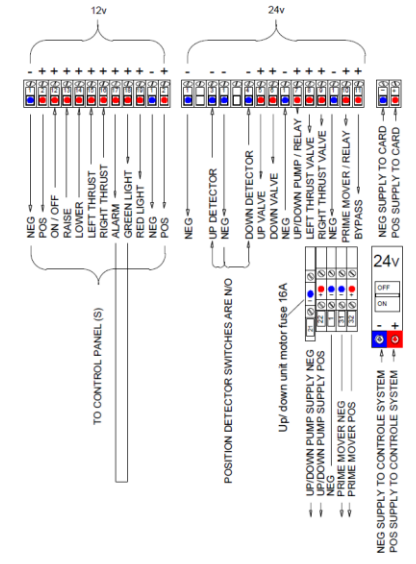 12v
24v
- + + + + + + + + + - +
- - - - + + - + + + - + +
- +
NEG
POS
ON / OFF
RAISE
LOWER
LEFT THRUST
RIGHT THRUST
ALARM
GREEN LIGHT
RED LIGHT
NEG
POS
TO CONTROL PANEL (S)
NEG
UP DETECTOR
NEG
DOWN DETECTOR
UP VALVE
DOWN VALVE
NEG
UP/DOWN PUMP / RELAY
LEFT THRUST VALVE
RIGHT THRUST VALVE
NEG
PRIME MOVER / RELAY
BYPASS
POSITION DETECTOR SWITCHES ARE N/O
NEG SUPPLY TO CARD
POS SUPPLY TO CARD
Up/ down unit motor fuse 16A
21
22
1
31
32
UP/DOWN PUMP SUPPLY NEG
UP/DOWN PUMP SUPPLY POS
NEG
PRIME MOVER NEG
PRIME MOVER POS
24v
OFF
ON
- +
NEG SUPPLY TO CONTROLE SYSTEM
POS SUPPLY TO CONTROLE SYSTEM